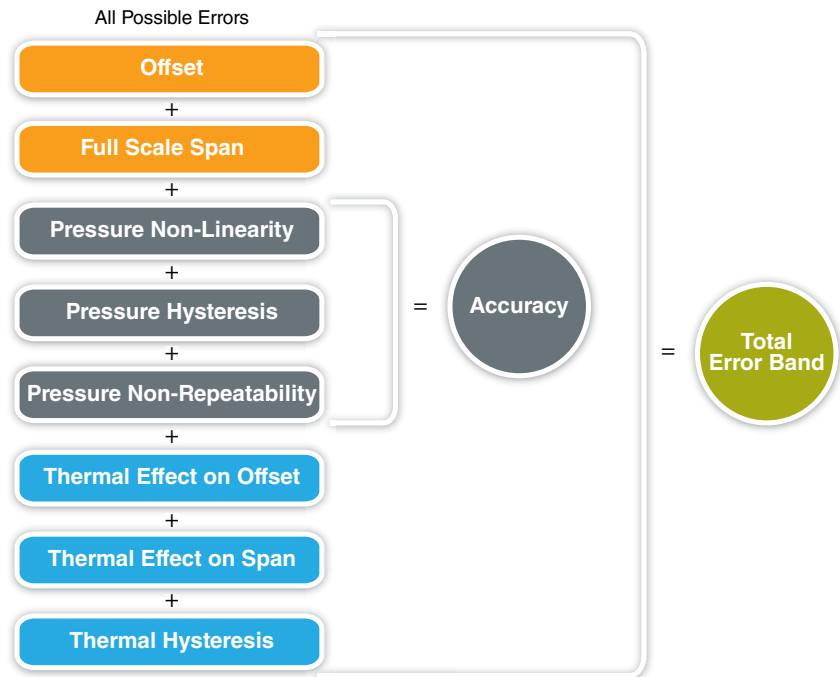 All Possible Errors
Offset
+
Full Scale Span
+
Pressure Non-Linearity
+
Pressure Hysteresis
+
Pressure Non-Repeatability
+
Thermal Effect on Offset
+
Thermal Effect on Span
+
Thermal Hysteresis
=
Accuracy
=
Total
Error Band